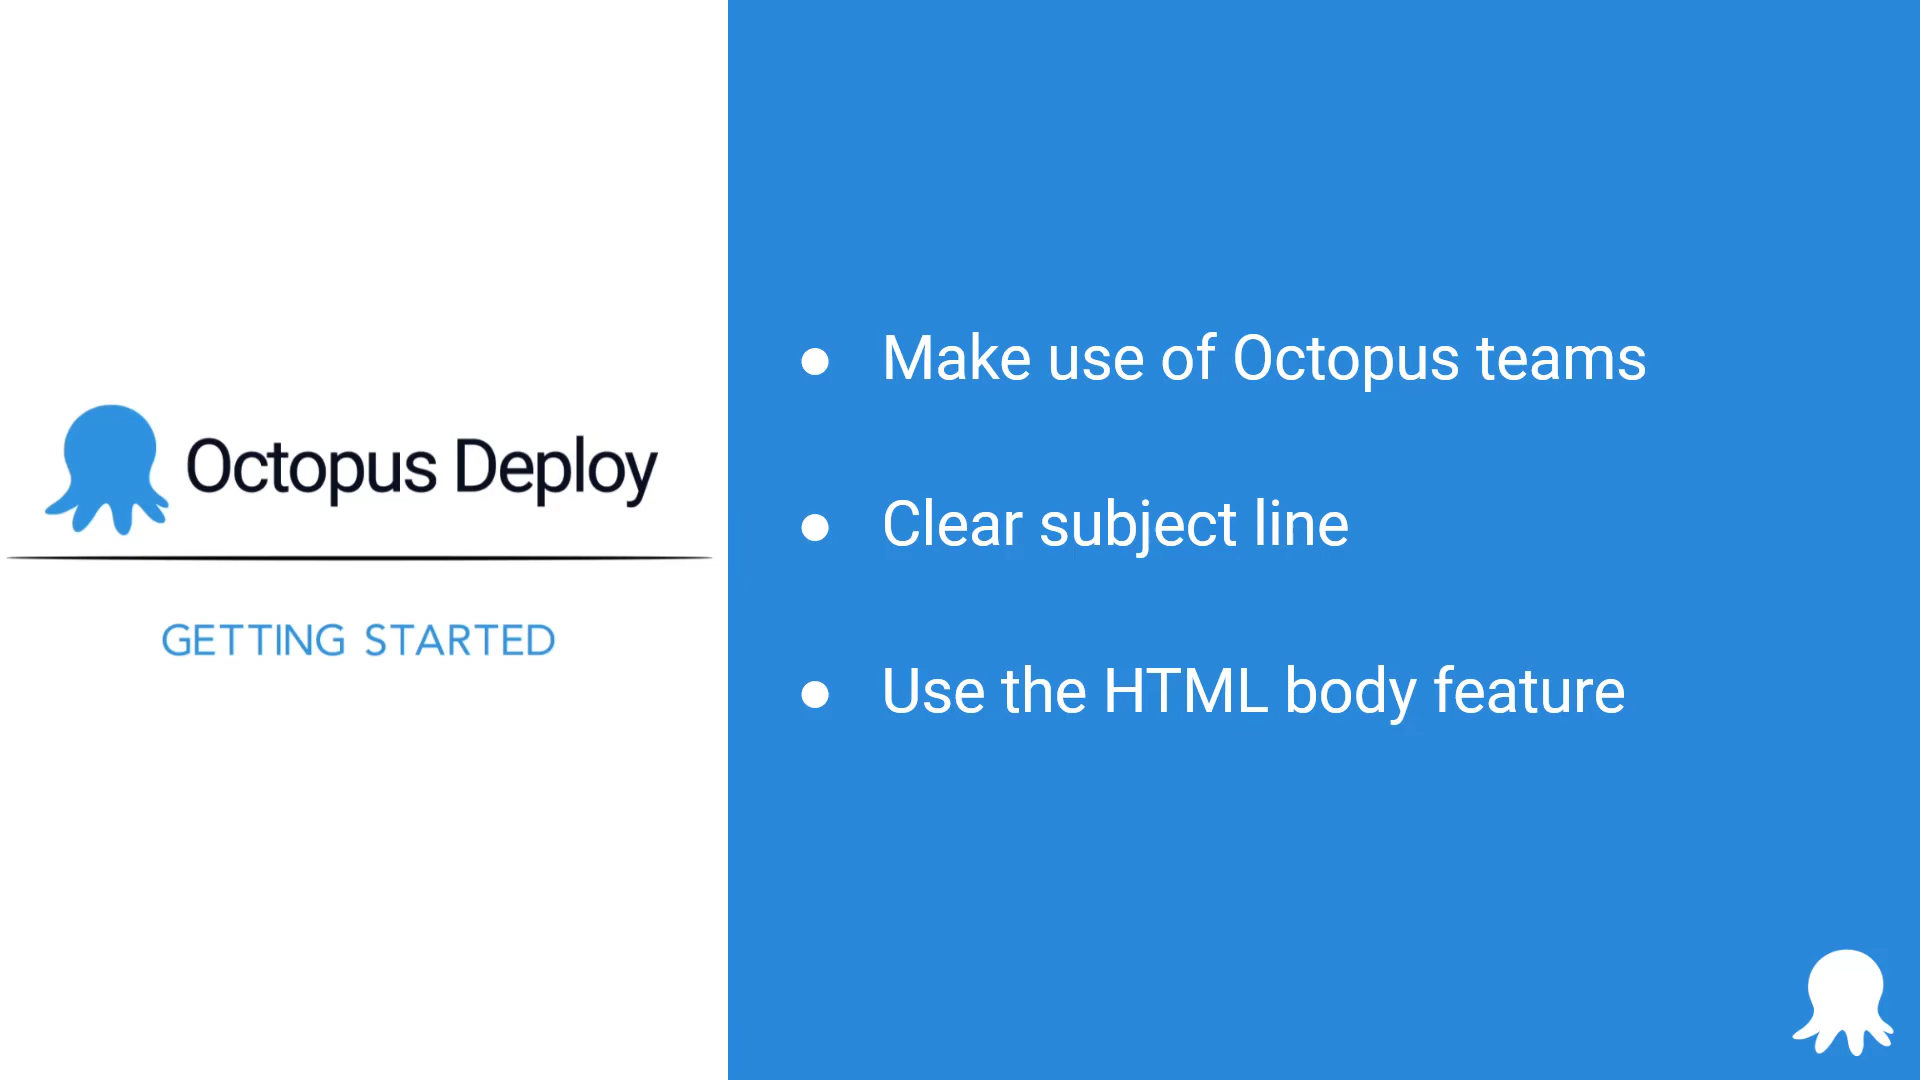 Octopus Deploy
GETTING STARTED
● Make use of Octopus teams
● Clear subject line
● Use the HTML body feature